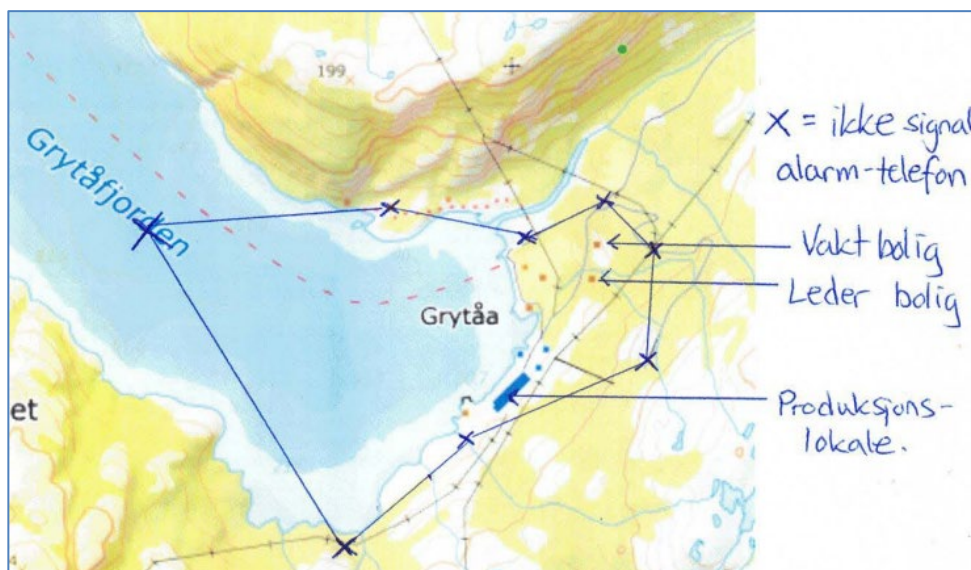 199
Grytåfjorden
Grytåa
et
X = ikke signal
alarm-telefon
Vakt bolig
Leder bolig
Produksjons-
lokale.